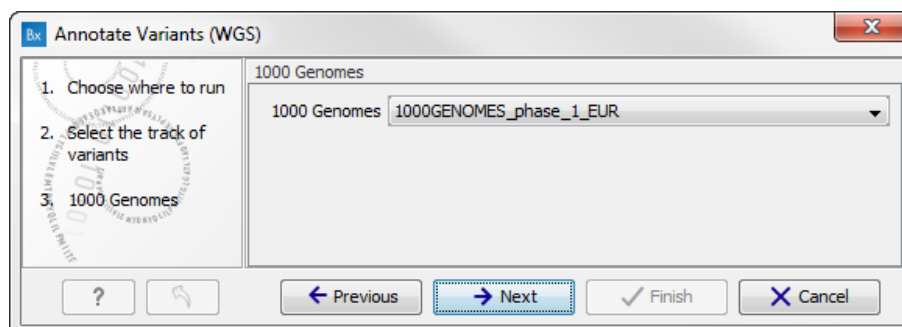 Bx Annotate Variants (WGS)
1. Choose where to run
2. Select the track of
variants
3. 1000 Genomes
1000 Genomes
1000 Genomes 1000GENOMES_phase_1_EUR
? Previous Next Finish Cancel